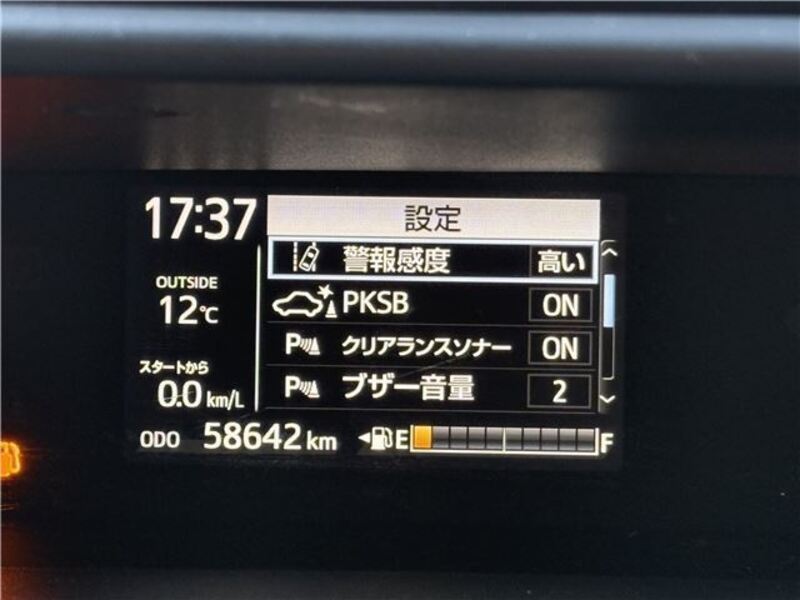 17:37
設定
警報感度 高い
OUTSIDE
12℃
PKSB ON
P クリアランスソナー ON
スタートから
0.0 km/L
P ブザー音量 2
ODO 58642 km
E F